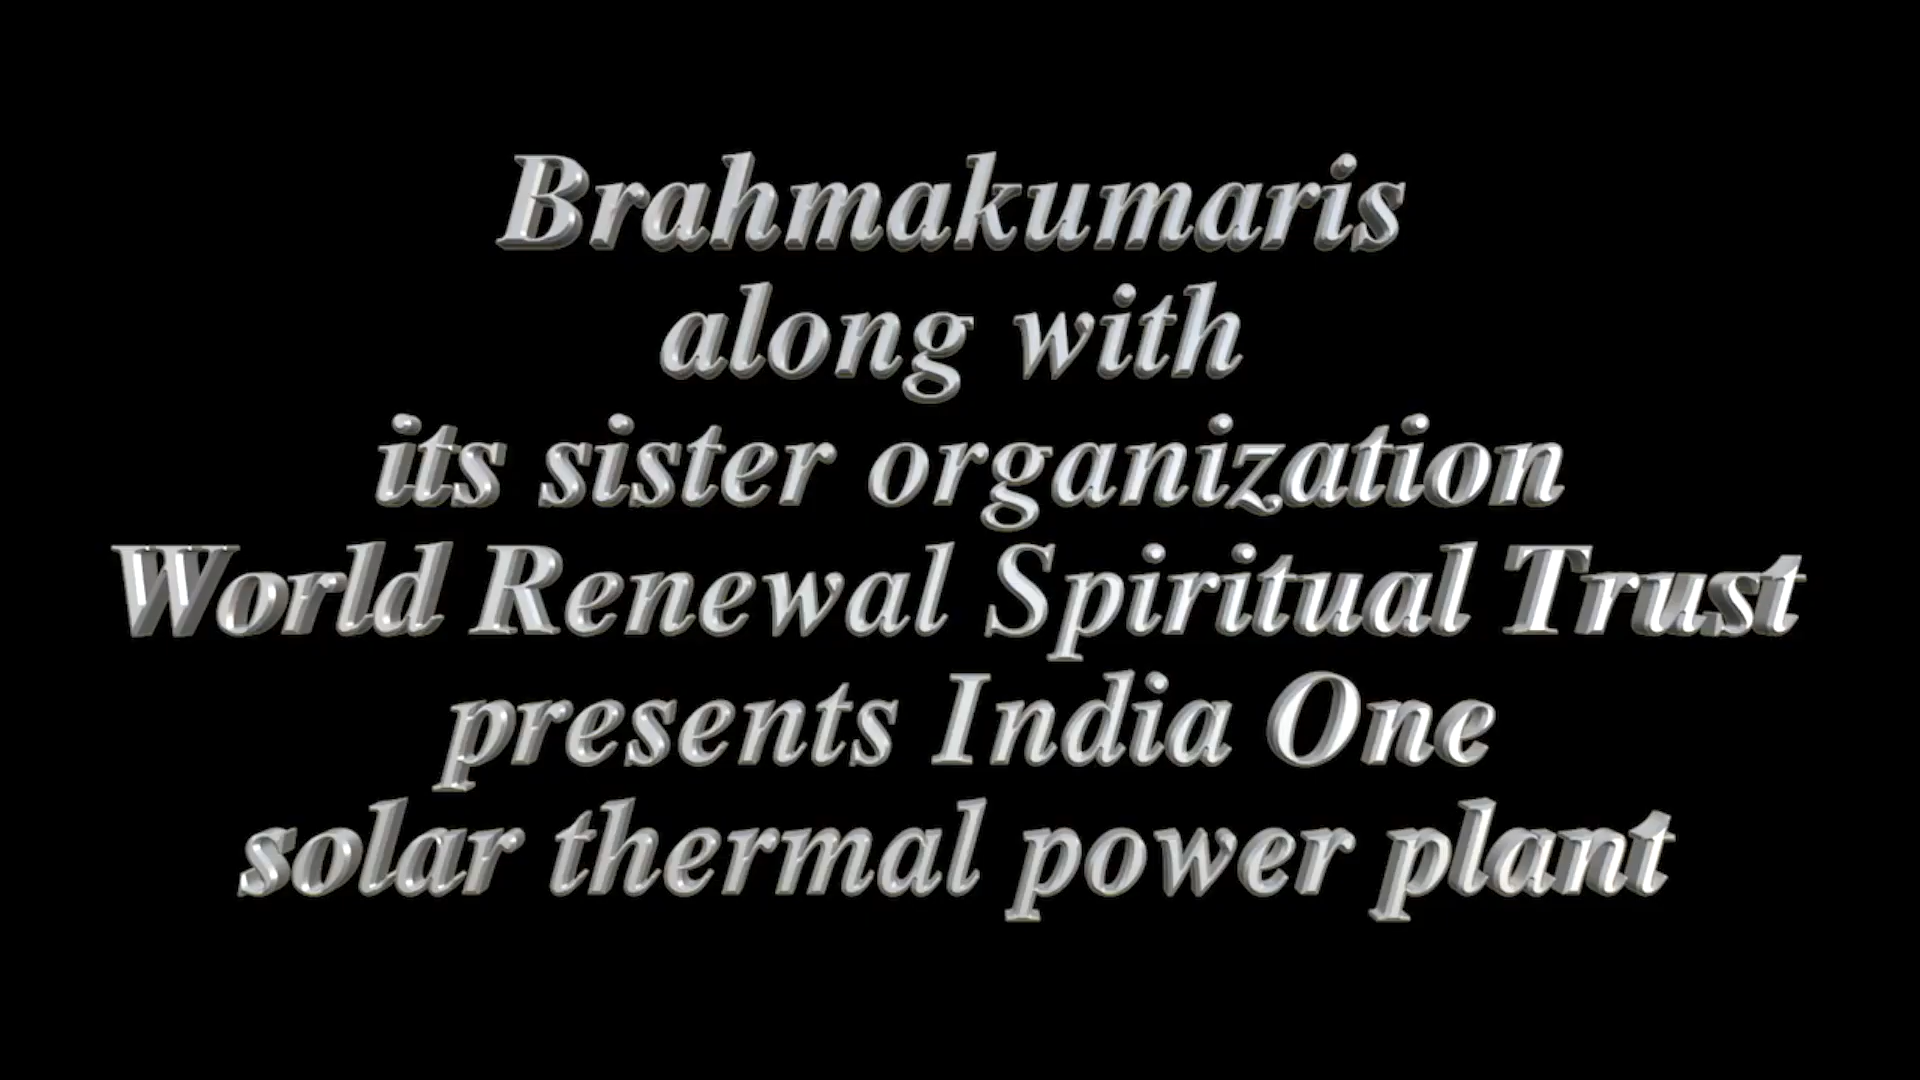 Brahmakumaris
along with
its sister organization
World Renewal Spiritual Trust
presents India One
solar thermal power plant